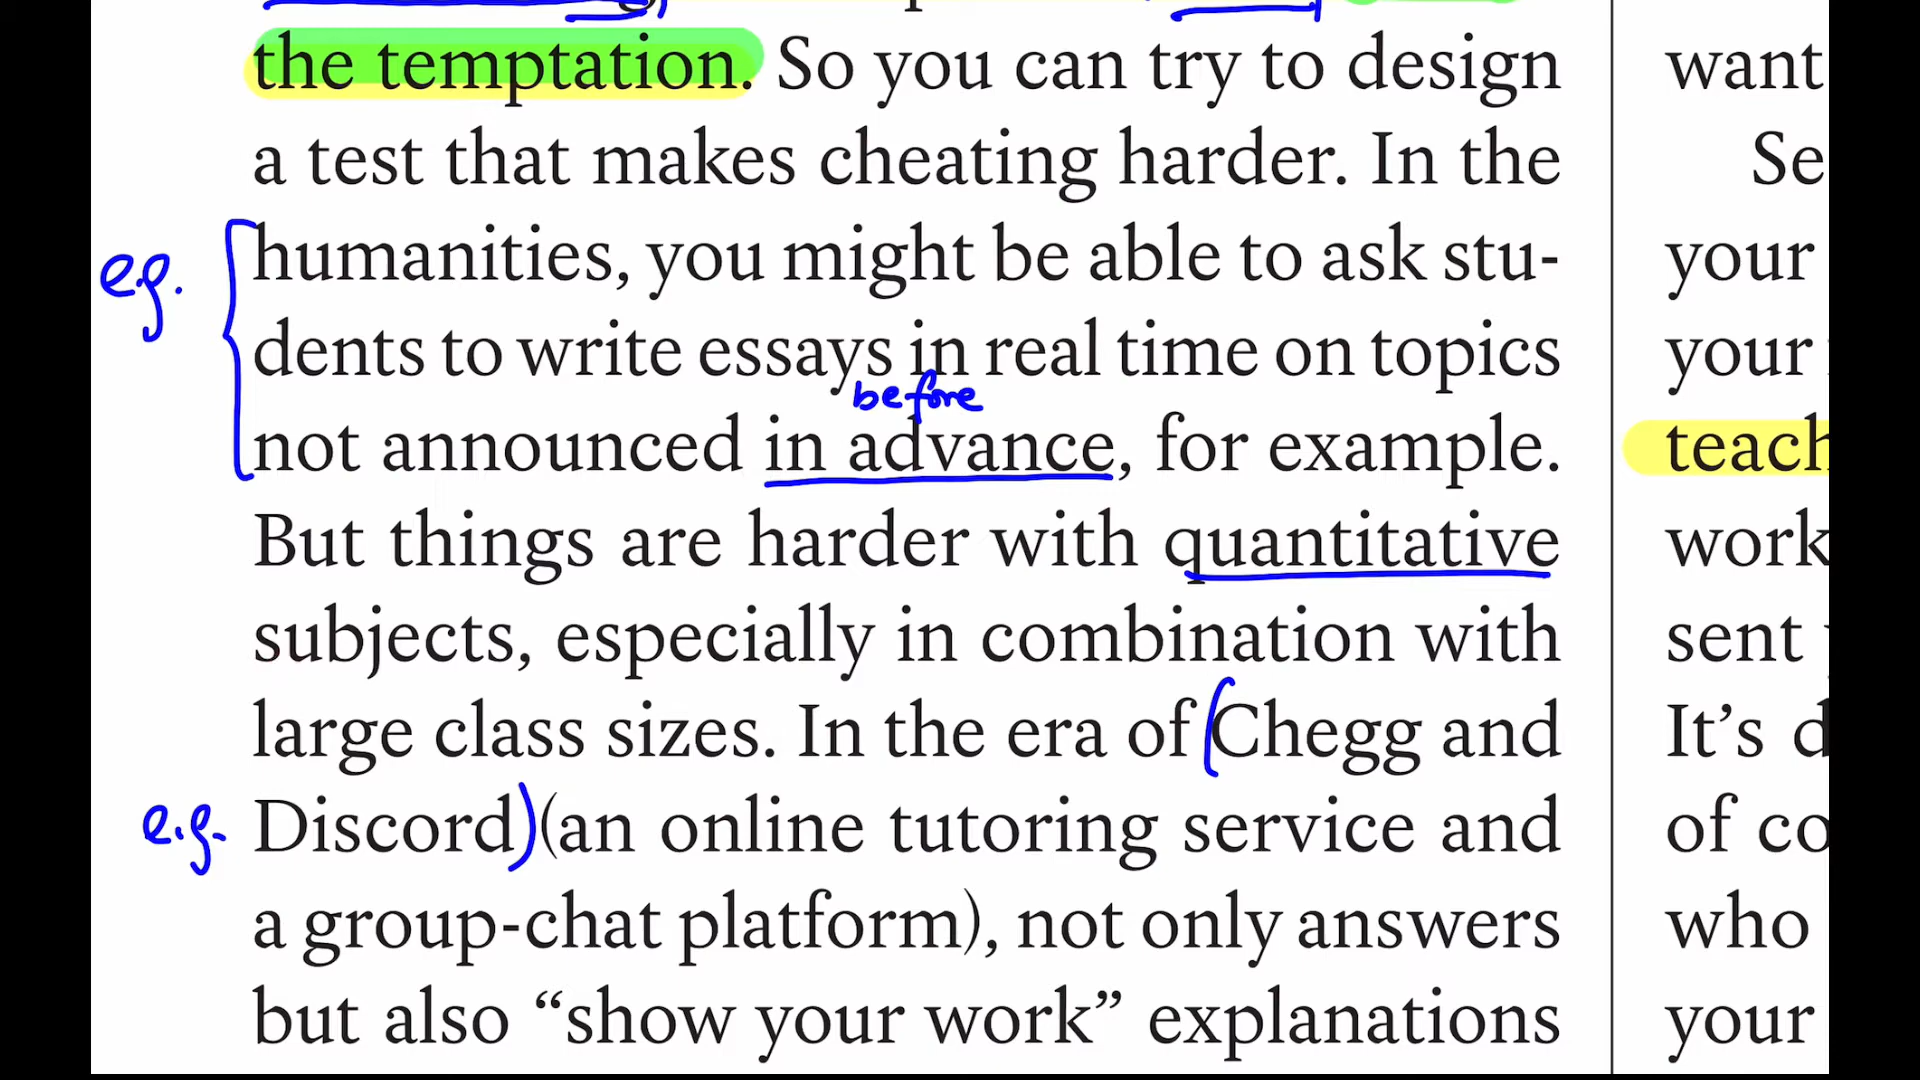 the temptation. So you can try to design
a test that makes cheating harder. In the
e.g.
humanities, you might be able to ask stu-
dents to write essays in real time on topics
before
not announced in advance, for example.
But things are harder with quantitative
subjects, especially in combination with
large class sizes. In the era of (Chegg and
e.g. Discord) (an online tutoring service and
a group-chat platform), not only answers
but also “show your work” explanations
want
Se
your
your
teach
work
sent
It’s d
of co
who
your